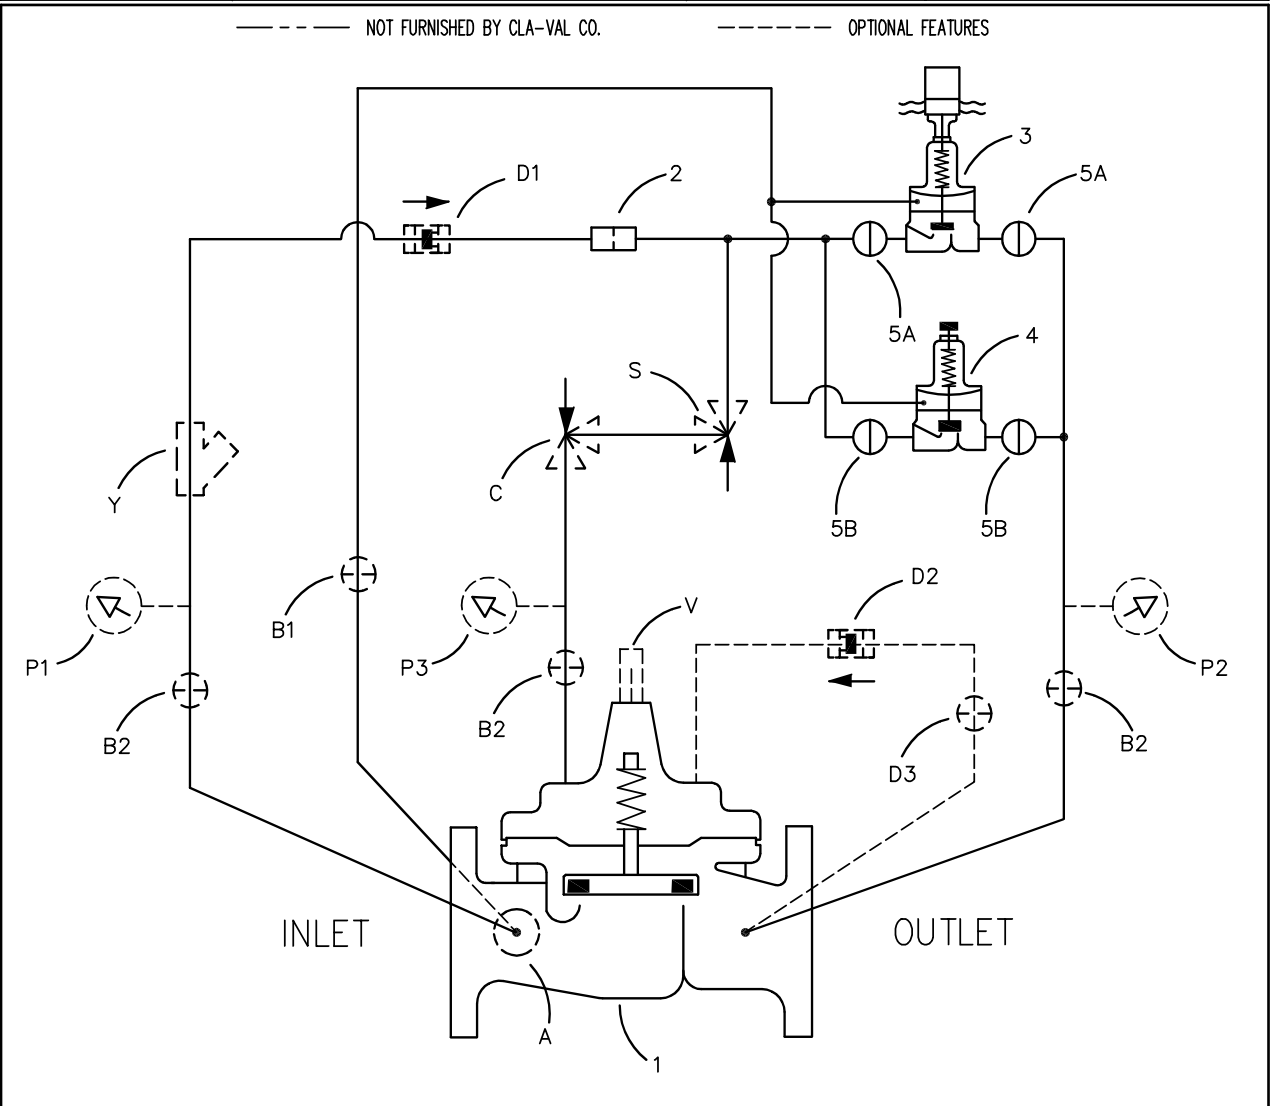 NOT FURNISHED BY CLA-VAL CO.
OPTIONAL FEATURES
3
D1
2
5A
5A
4
S
C
Y
5B
5B
D2
V
B1
P1
P3
P2
B2
B2
B2
D3
INLET
OUTLET
A
1